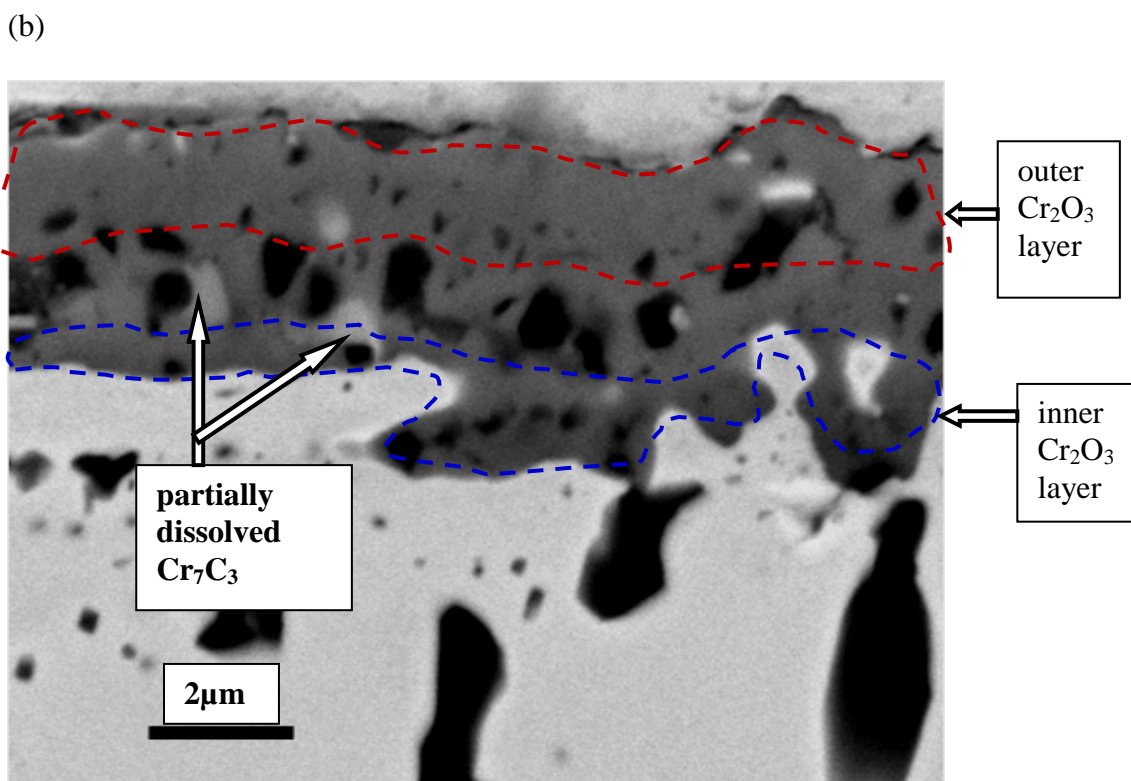 (b)
outer
Cr₂O₃
layer
inner
Cr₂O₃
layer
partially
dissolved
Cr₇C₃
2µm